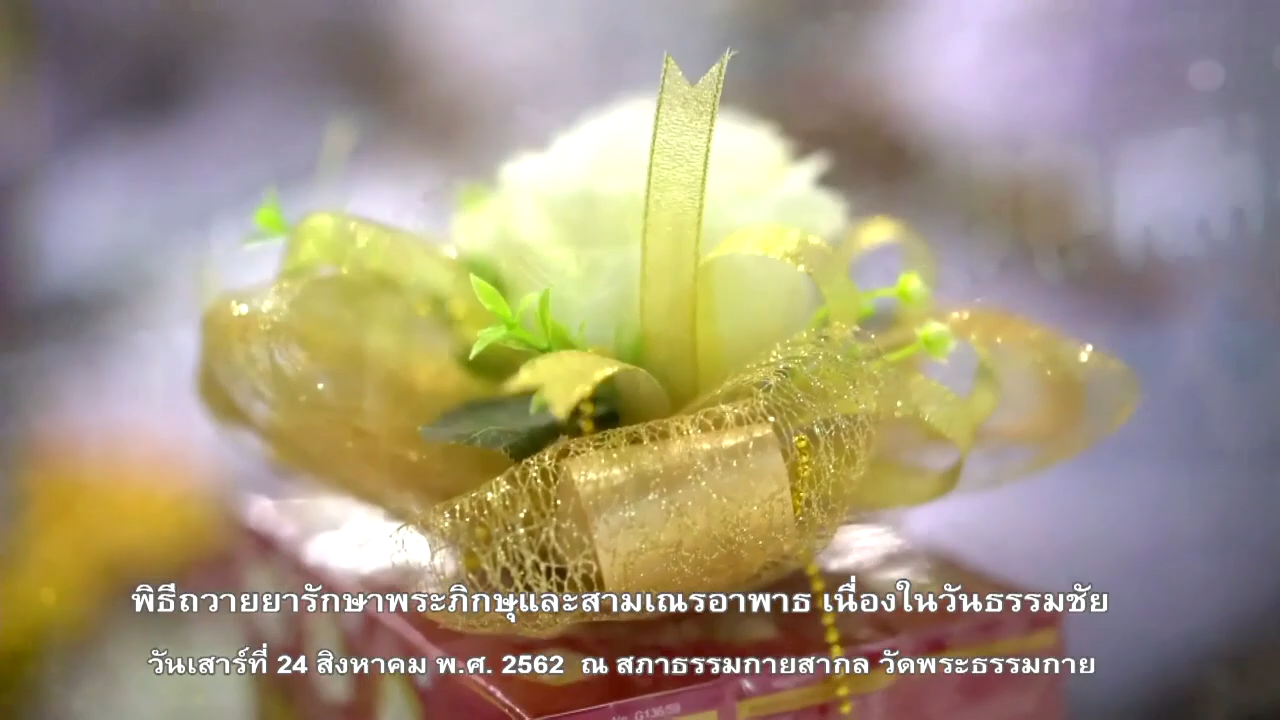 พิธีถวายยารักษาพระภิกษุและสามเณรอาพาธ เนื่องในวันธรรมชัย
วันเสาร์ที่ 24 สิงหาคม พ.ศ. 2562 ณ สภาธรรมกายสากล วัดพระธรรมกาย
No. G136/59